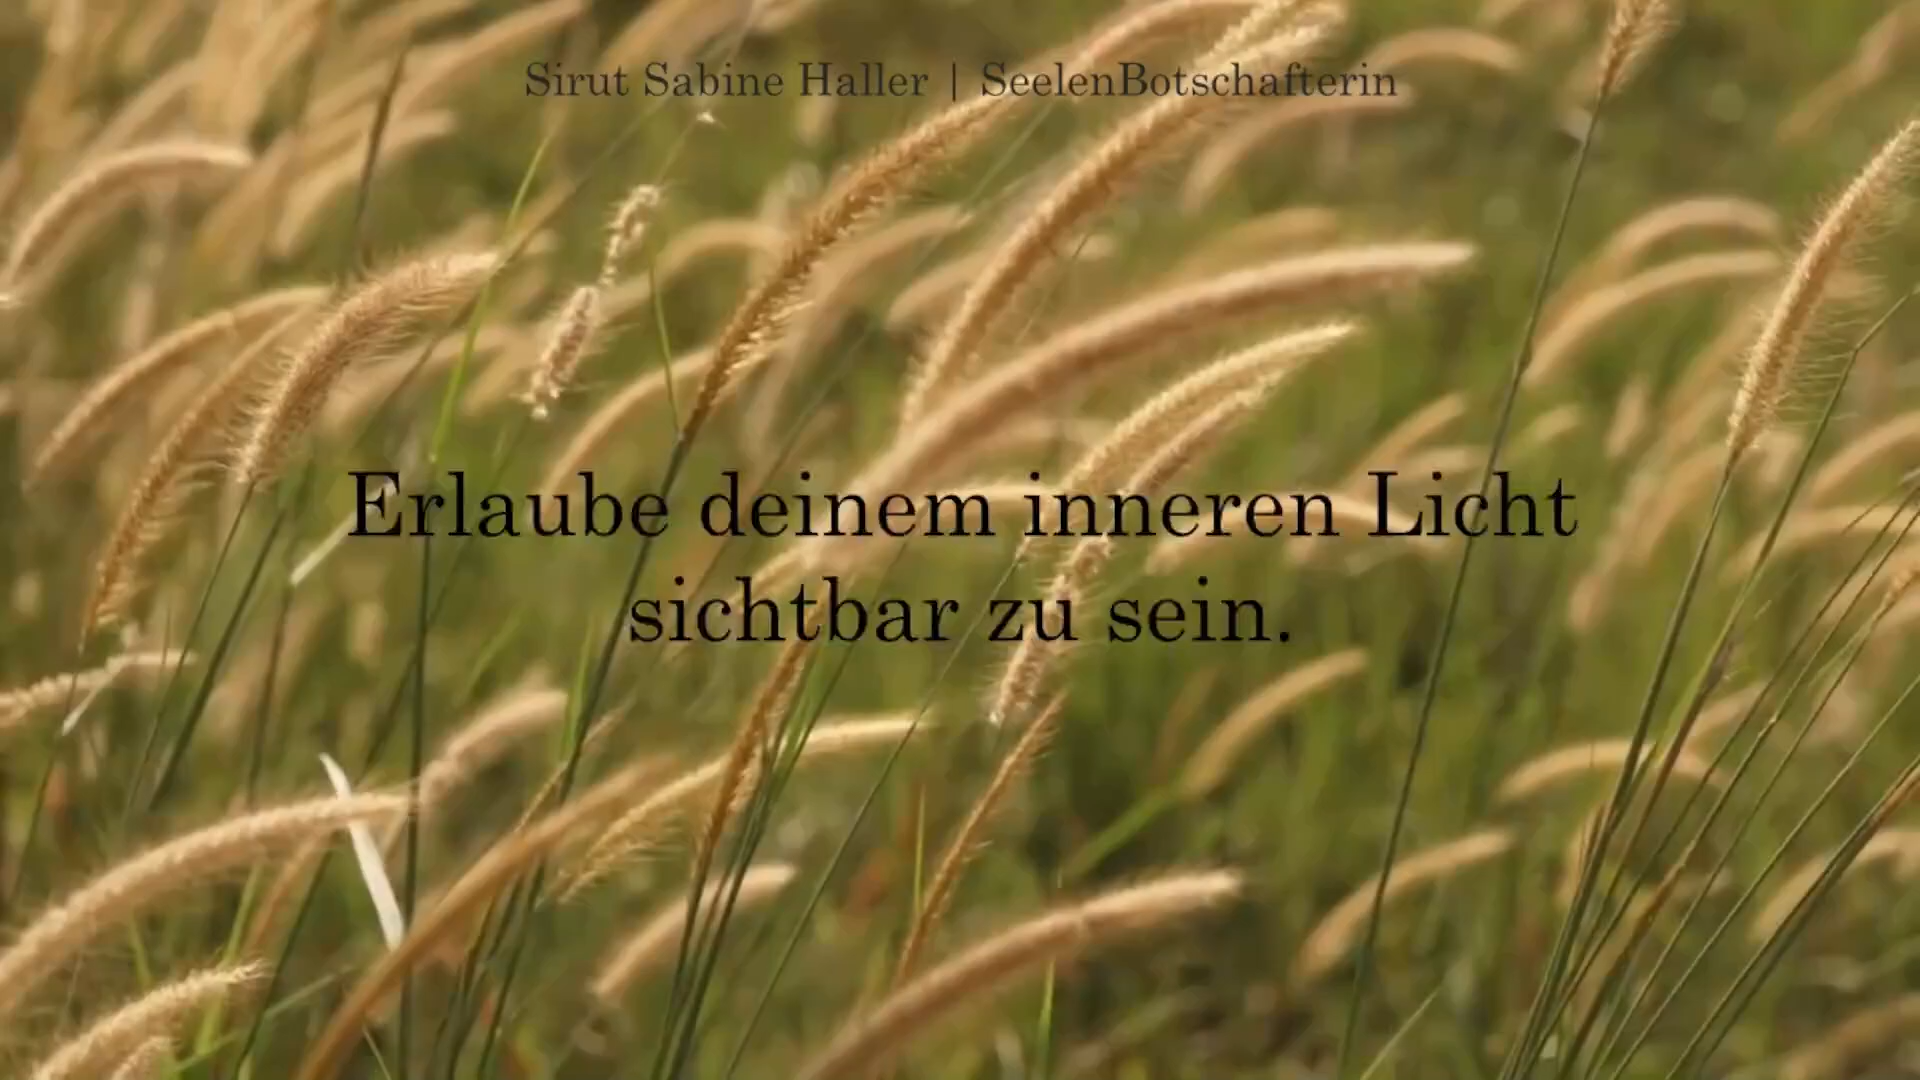 Sirut Sabine Haller | SeelenBotschafterin
Erlaube deinem inneren Licht
sichtbar zu sein.